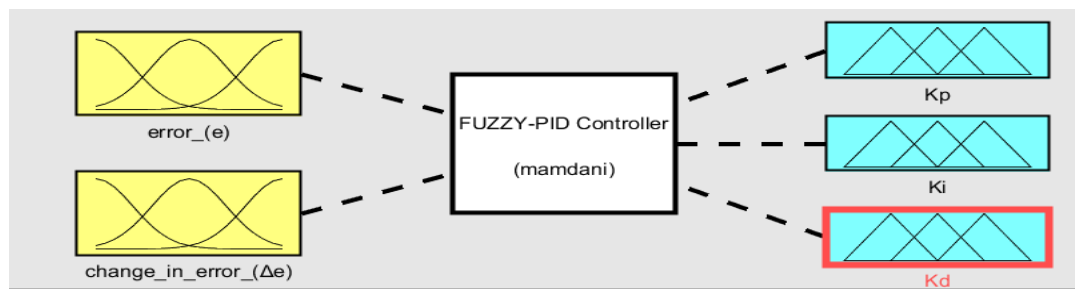 error_(e)
change_in_error_(Δe)
FUZZY-PID Controller
(mamdani)
Kp
Ki
Kd